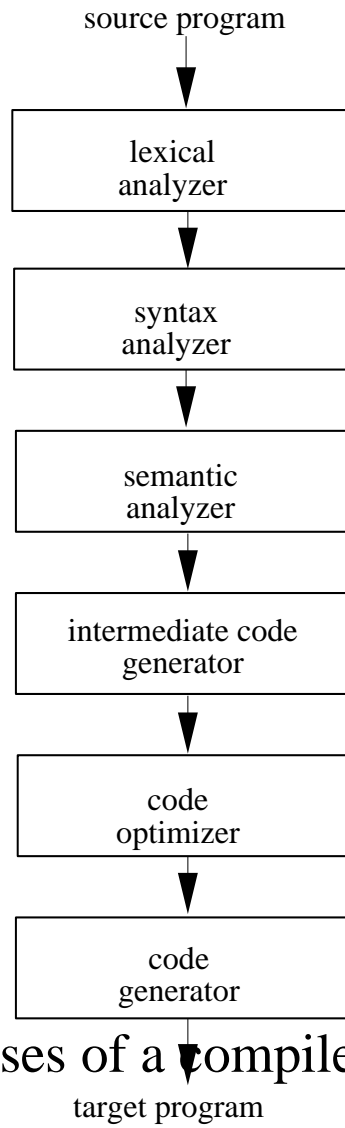 source program
lexical
analyzer
syntax
analyzer
semantic
analyzer
intermediate code
generator
code
optimizer
code
generator
ses of a compile
target program